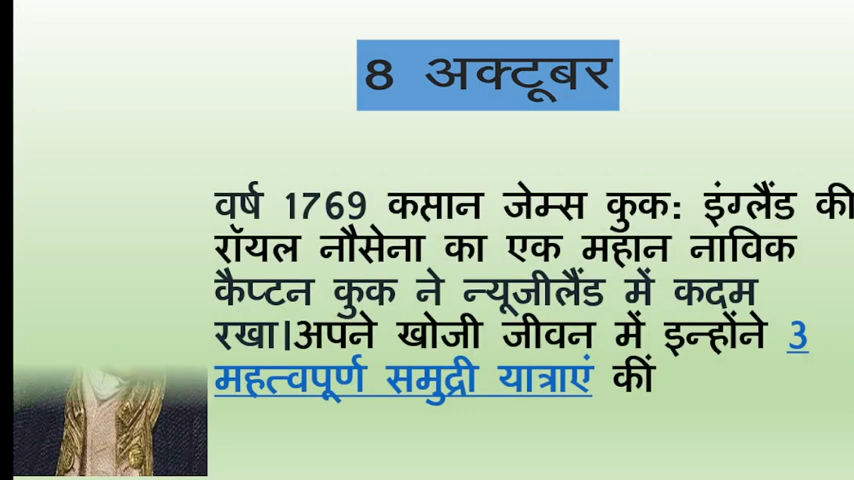 8 अक्टूबर
वर्ष 1769 कप्तान जेम्स कुक: इंग्लैंड की
रॉयल नौसेना का एक महान नाविक
कैप्टन कुक ने न्यूजीलैंड में कदम
रखा।अपने खोजी जीवन में इन्होंने 3
महत्वपूर्ण समुद्री यात्राएं कीं